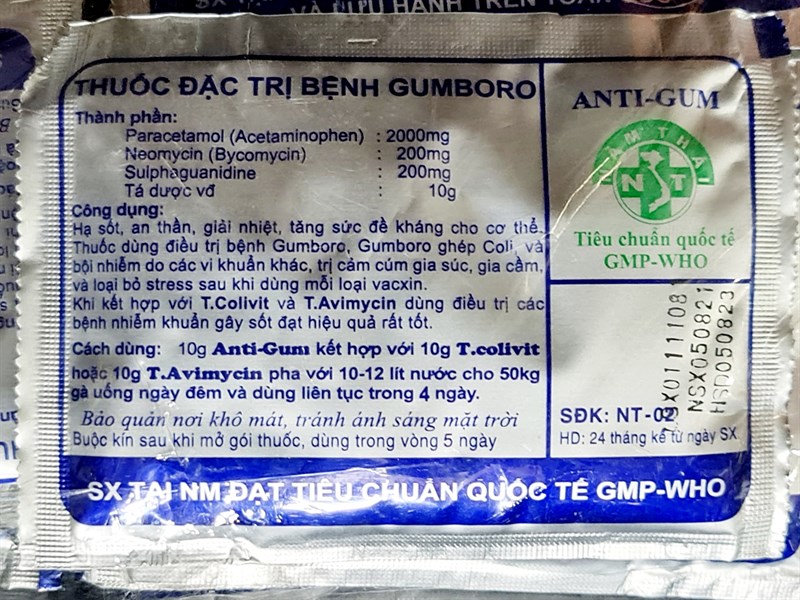 VÀ LƯU HÀNH TRÊN TOÀN
THUỐC ĐẶC TRỊ BỆNH GUMBORO
Thành phần:
Paracetamol (Acetaminophen) : 2000mg
Neomycin (Bycomycin) : 200mg
Sulphaguanidine : 200mg
Tá dược vđ : 10g
Công dụng:
Hạ sốt, an thần, giải nhiệt, tăng sức đề kháng cho cơ thể.
Thuốc dùng điều trị bệnh Gumboro, Gumboro ghép Coli, và
bội nhiễm do các vi khuẩn khác, trị cảm cúm gia súc, gia cầm,
và loại bỏ stress sau khi dùng mỗi loại vacxin.
Khi kết hợp với T.Colivit và T.Avimycin dùng điều trị các
bệnh nhiễm khuẩn gây sốt đạt hiệu quả rất tốt.
Cách dùng: 10g Anti-Gum kết hợp với 10g T.colivit
hoặc 10g T.Avimycin pha với 10-12 lít nước cho 50kg
gà uống ngày đêm và dùng liên tục trong 4 ngày.
Bảo quản nơi khô mát, tránh ánh sáng mặt trời
Buộc kín sau khi mở gói thuốc, dùng trong vòng 5 ngày
ANTI-GUM
NAM THÁI
NT
Tiêu chuẩn quốc tế
GMP-WHO
NSX050821
HSD050823
SĐK: NT-02
HD: 24 tháng kể từ ngày SX
SX TẠI NM ĐẠT TIÊU CHUẨN QUỐC TẾ GMP-WHO